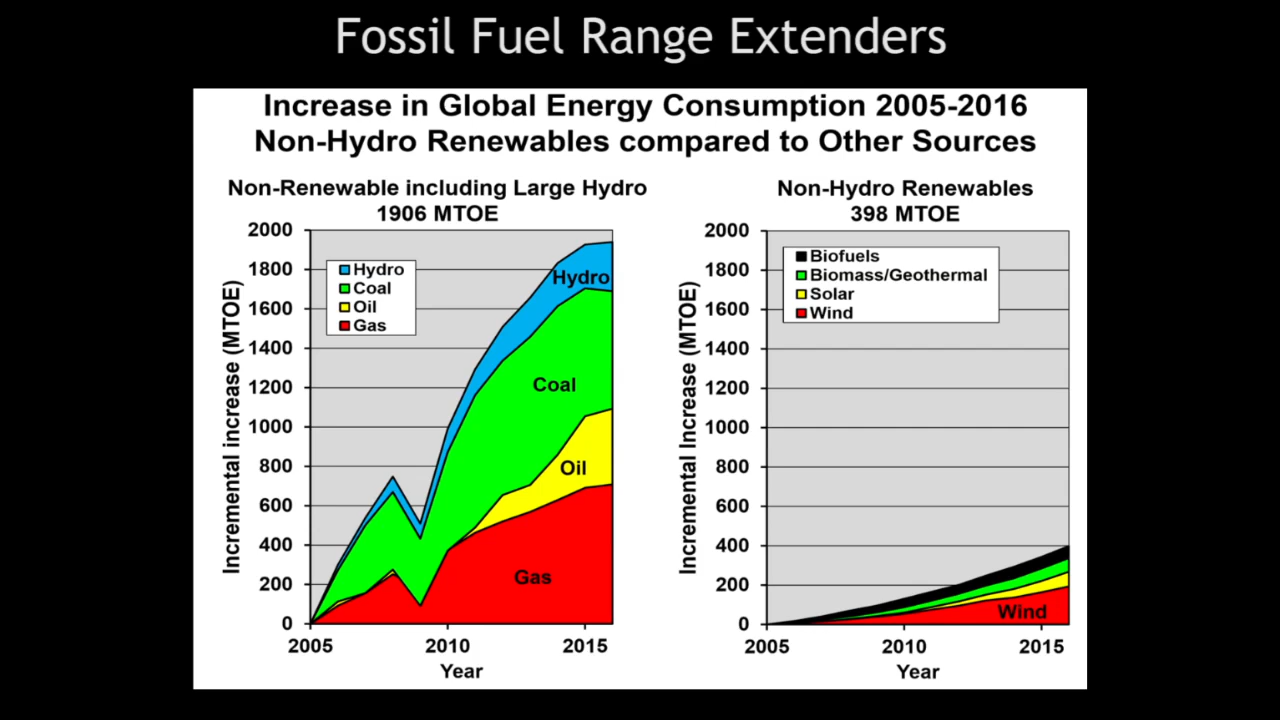 Fossil Fuel Range Extenders
Increase in Global Energy Consumption 2005-2016
Non-Hydro Renewables compared to Other Sources
Non-Renewable including Large Hydro
1906 MTOE
Incremental increase (MTOE)
2000
1800
1600
1400
1200
1000
800
600
400
200
0
Hydro
Coal
Oil
Gas
Hydro
Coal
Oil
Gas
2005
2010
2015
Year
Non-Hydro Renewables
398 MTOE
Incremental Increase (MTOE)
2000
1800
1600
1400
1200
1000
800
600
400
200
0
Biofuels
Biomass/Geothermal
Solar
Wind
Wind
2005
2010
2015
Year